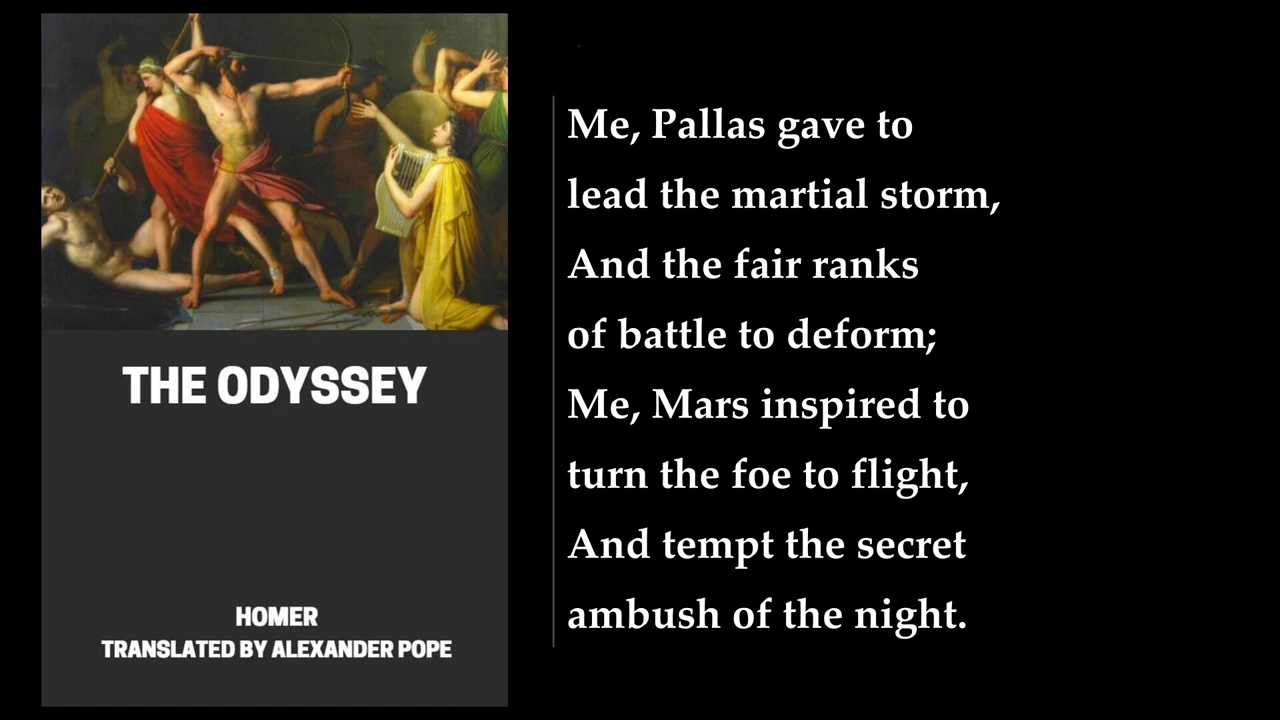 THE ODYSSEY
HOMER
TRANSLATED BY ALEXANDER POPE
Me, Pallas gave to
lead the martial storm,
And the fair ranks
of battle to deform;
Me, Mars inspired to
turn the foe to flight,
And tempt the secret
ambush of the night.